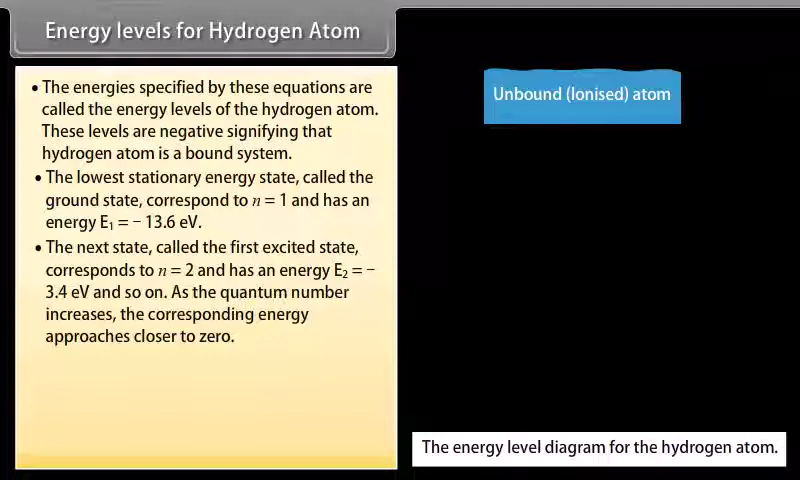 Energy levels for Hydrogen Atom
• The energies specified by these equations are
called the energy levels of the hydrogen atom.
These levels are negative signifying that
hydrogen atom is a bound system.
• The lowest stationary energy state, called the
ground state, correspond to n = 1 and has an
energy E₁ = − 13.6 eV.
• The next state, called the first excited state,
corresponds to n = 2 and has an energy E₂ = −
3.4 eV and so on. As the quantum number
increases, the corresponding energy
approaches closer to zero.
Unbound (Ionised) atom
The energy level diagram for the hydrogen atom.